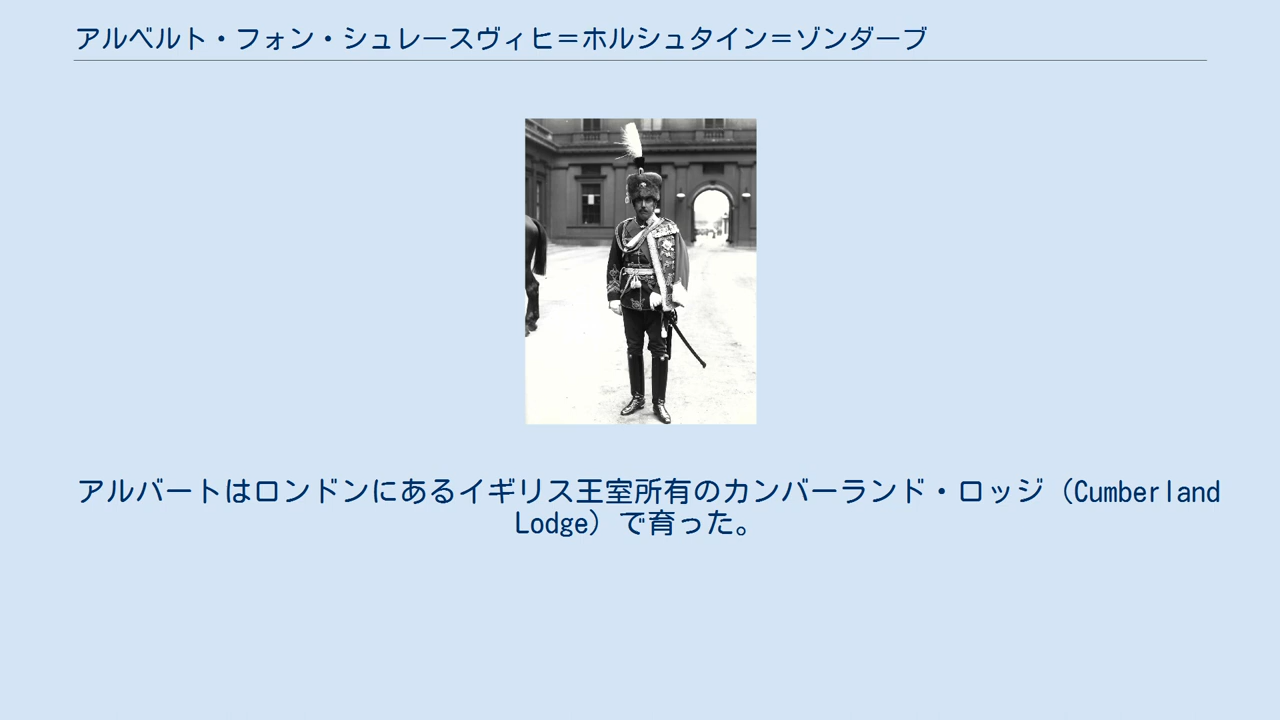 アルベルト・フォン・シュレースヴィヒ＝ホルシュタイン＝ゾンダーブ
アルバートはロンドンにあるイギリス王室所有のカンバーランド・ロッジ（Cumberland
Lodge）で育った。